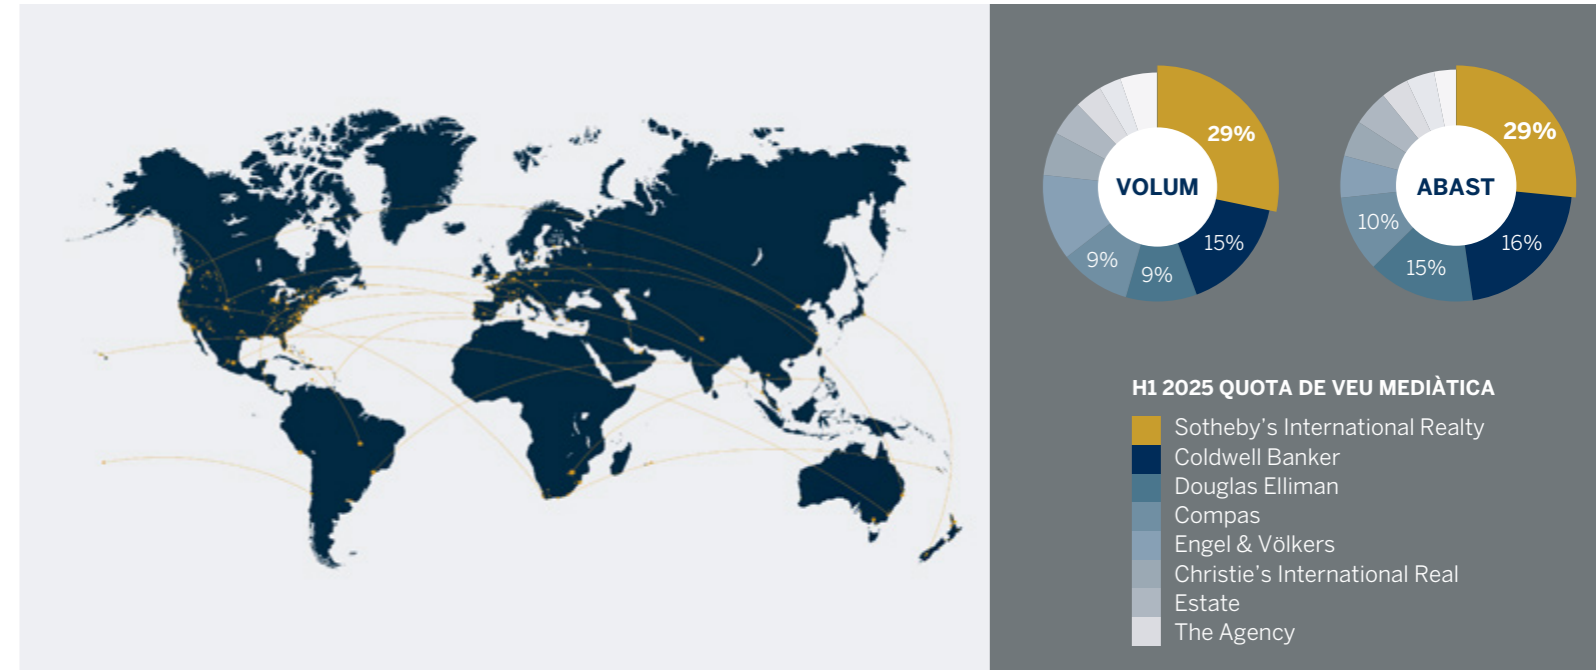 29%
VOLUM
15%
9%
9%
29%
ABAST
10%
16%
15%
H1 2025 QUOTA DE VEU MEDIÀTICA
Sotheby's International Realty
Coldwell Banker
Douglas Elliman
Compas
Engel & Völkers
Christie's International Real
Estate
The Agency